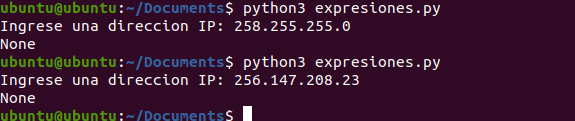 ubuntu@ubuntu:~/Documents$ python3 expresiones.py
Ingrese una direccion IP: 258.255.255.0
None
ubuntu@ubuntu:~/Documents$ python3 expresiones.py
Ingrese una direccion IP: 256.147.208.23
None
ubuntu@ubuntu:~/Documents$